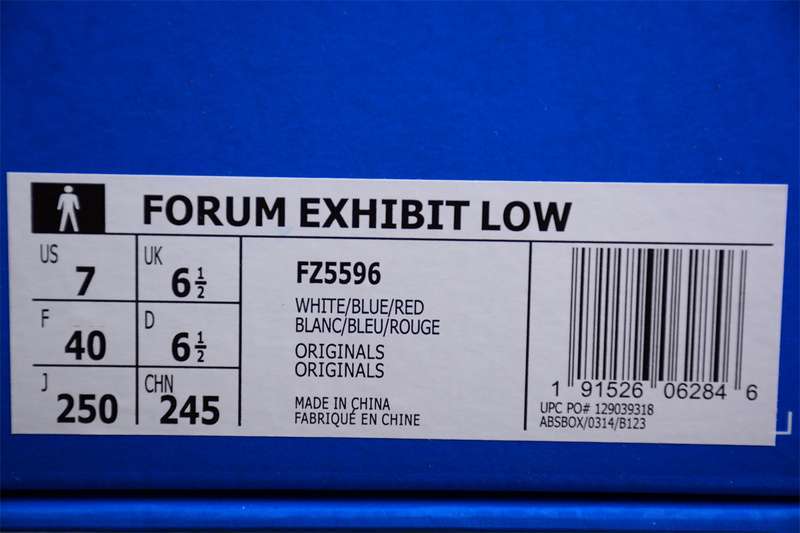 FORUM EXHIBIT LOW
US 7
UK 6 1/2
F 40
D 6 1/2
J 250
CHN 245
FZ5596
WHITE/BLUE/RED
BLANC/BLEU/ROUGE
ORIGINALS
ORIGINALS
MADE IN CHINA
FABRIQUÉ EN CHINE
1 91526 06284 6
UPC PO# 129039318
ABSBOX/0314/B123